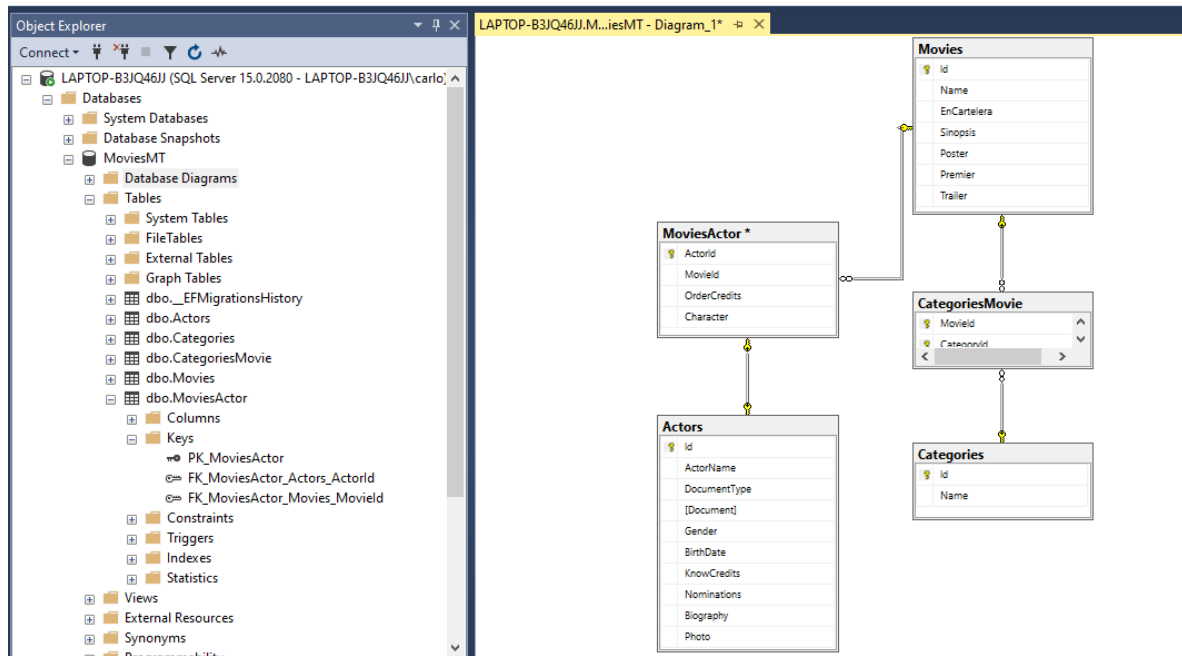 Object Explorer
Connect
LAPTOP-B3JQ46JJ (SQL Server 15.0.2080 - LAPTOP-B3JQ46JJ\carlo)
Databases
System Databases
Database Snapshots
MoviesMT
Database Diagrams
Tables
System Tables
FileTables
External Tables
Graph Tables
dbo.__EFMigrationsHistory
dbo.Actors
dbo.Categories
dbo.CategoriesMovie
dbo.Movies
dbo.MoviesActor
Columns
Keys
PK_MoviesActor
FK_MoviesActor_Actors_ActorId
FK_MoviesActor_Movies_MovieId
Constraints
Triggers
Indexes
Statistics
Views
External Resources
Synonyms
Programmability
LAPTOP-B3JQ46JJ.M...iesMT - Diagram_1*
Movies
Id
Name
EnCartelera
Sinopsis
Poster
Premier
Trailer
MoviesActor *
ActorId
MovieId
OrderCredits
Character
CategoriesMovie
MovieId
CategoryId
Actors
Id
ActorName
DocumentType
[Document]
Gender
BirthDate
KnowCredits
Nominations
Biography
Photo
Categories
Id
Name